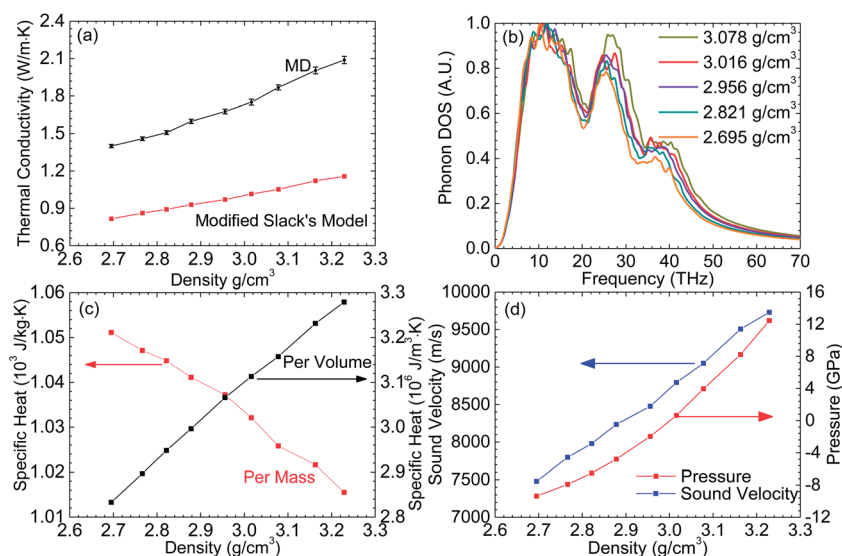 (a)
Thermal Conductivity (W/m·K)
2.4
2.1
1.8
1.5
1.2
0.9
0.6
MD
Modified Slack's Model
2.6 2.7 2.8 2.9 3.0 3.1 3.2 3.3
Density g/cm³
(b)
Phonon DOS (A.U.)
1.0
0.8
0.6
0.4
0.2
0.0
3.078 g/cm³
3.016 g/cm³
2.956 g/cm³
2.821 g/cm³
2.695 g/cm³
0 10 20 30 40 50 60 70
Frequency (THz)
(c)
Specific Heat (10³ J/kg·K)
1.06
1.05
1.04
1.03
1.02
1.01
Per Volume
Per Mass
3.3
3.2
3.1
3.0
2.9
2.8
Specific Heat (10⁶ J/m³·K)
2.6 2.7 2.8 2.9 3.0 3.1 3.2 3.3
Density (g/cm³)
(d)
Sound Velocity (m/s)
10000
9500
9000
8500
8000
7500
7000
Pressure
Sound Velocity
16
12
8
4
0
-4
-8
Pressure (GPa)
2.6 2.7 2.8 2.9 3.0 3.1 3.2 3.3
Density (g/cm³)